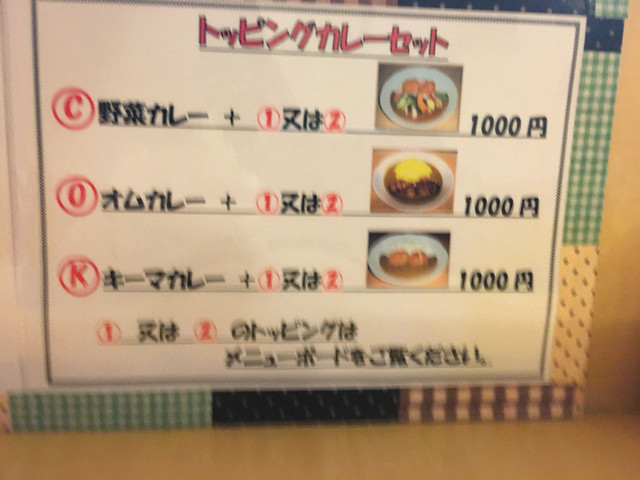 トッピングカレーセット
Ⓒ 野菜カレー + ①又は② 1000円
Ⓞ オムカレー + ①又は② 1000円
Ⓚ キーマカレー +①又は② 1000円
① 又は ② のトッピングは
メニューボードをご覧ください。